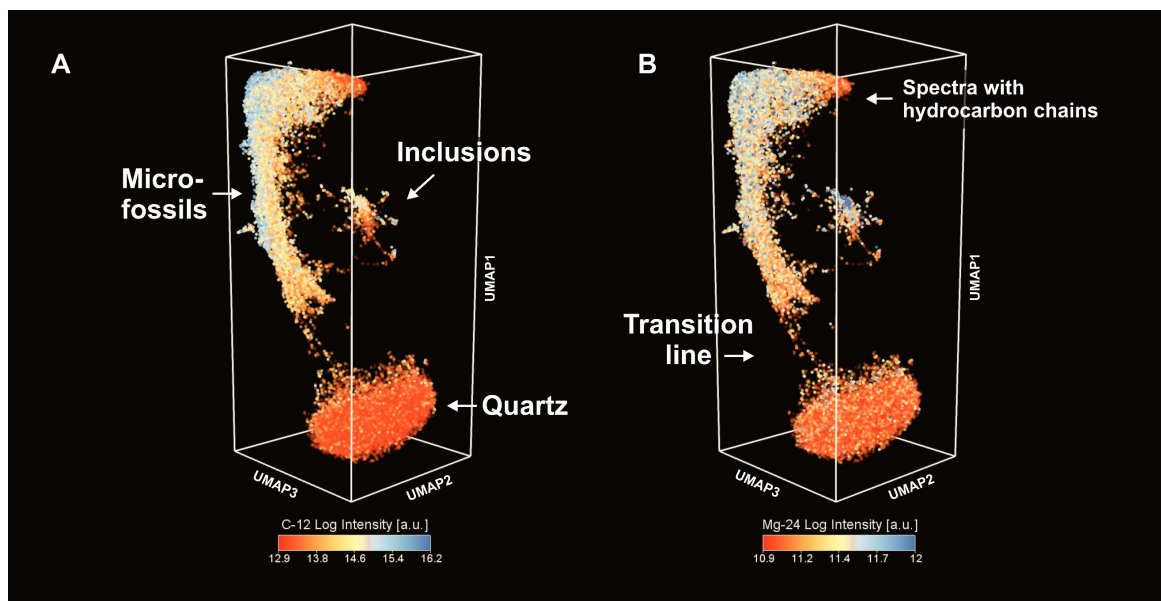 A
Micro-
fossils
Inclusions
Quartz
UMAP1
UMAP3
UMAP2
C-12 Log Intensity [a.u.]
12.9 13.8 14.6 15.4 16.2
B
Spectra with
hydrocarbon chains
Transition
line
UMAP1
UMAP3
UMAP2
Mg-24 Log Intensity [a.u.]
10.9 11.2 11.4 11.7 12